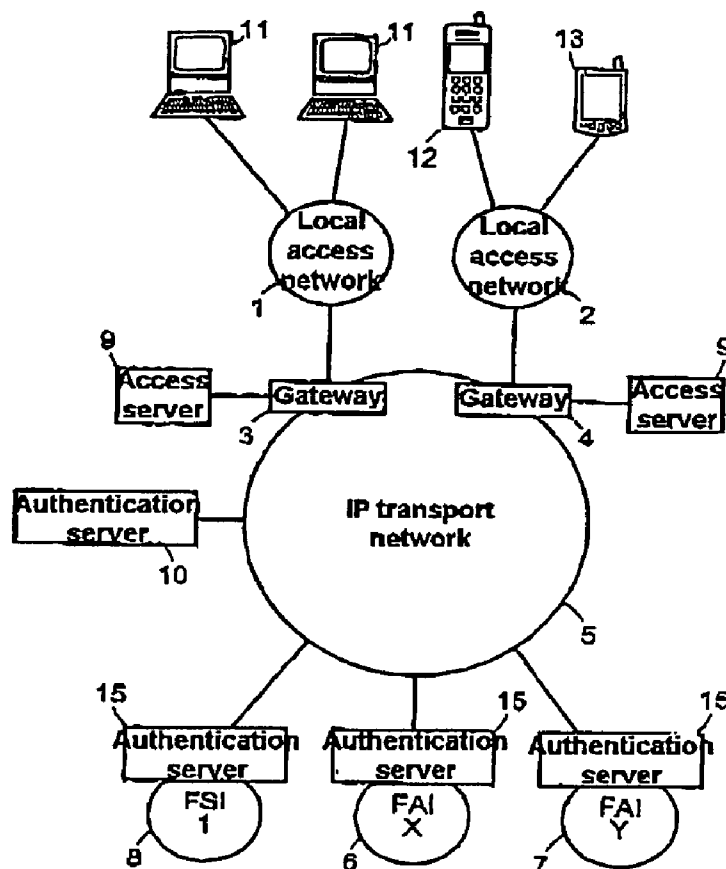 11
11
12
13
Local
access
network
1
Local
access
network
2
9
Access
server
Gateway
3
Gateway
4
9
Access
server
Authentication
server
10
IP transport
network
5
15
Authentication
server
FSI
1
8
15
Authentication
server
FAI
X
6
15
Authentication
server
FAI
Y
7